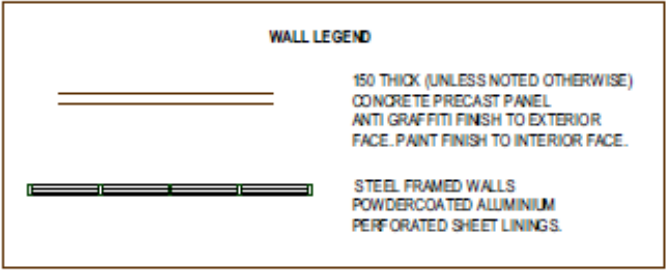 WALL LEGEND
150 THICK (UNLESS NOTED OTHERWISE)
CONCRETE PRECAST PANEL
ANTI GRAFFITI FINISH TO EXTERIOR
FACE. PAINT FINISH TO INTERIOR FACE.
STEEL FRAMED WALLS
POWDERCOATED ALUMINIUM
PERFORATED SHEET LININGS.